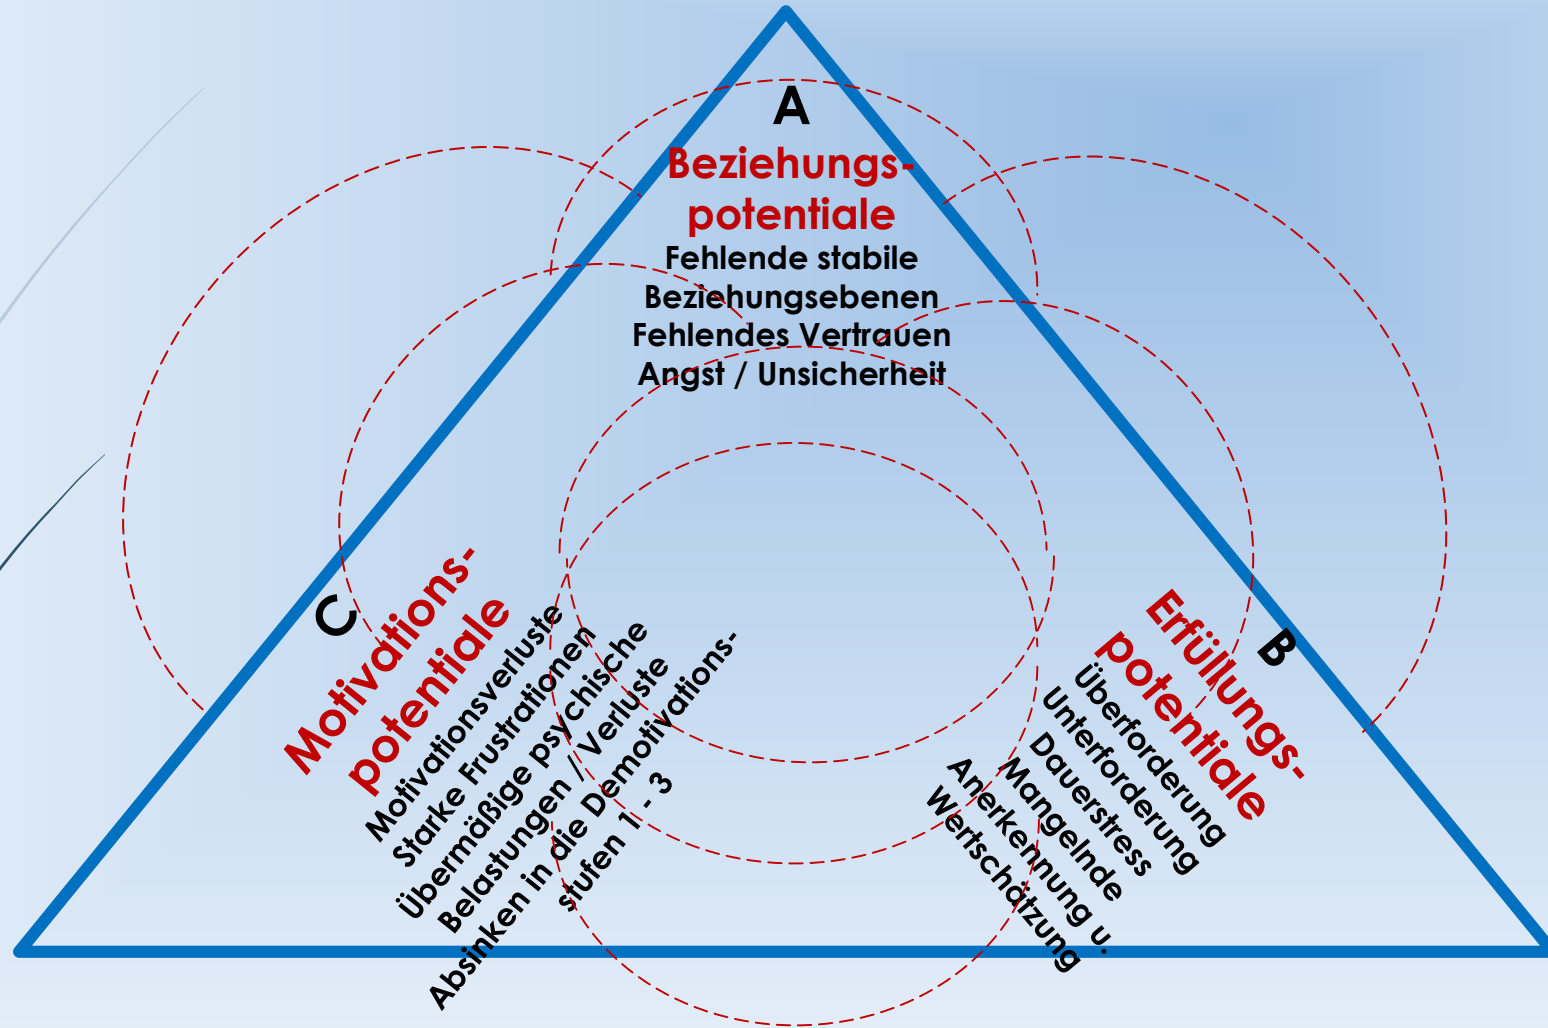 A
Beziehungs-
potentiale
Fehlende stabile
Beziehungsebenen
Fehlendes Vertrauen
Angst / Unsicherheit
C
Motivations-
potentiale
Motivationsverluste
Starke Frustrationen
Übermäßige psychische
Belastungen / Verluste
Absinken in die Demotivations-
stufen 1 - 3
B
Erfüllungs-
potentiale
Überforderung
Unterforderung
Dauerstress
Mangelnde
Anerkennung u.
Wertschätzung